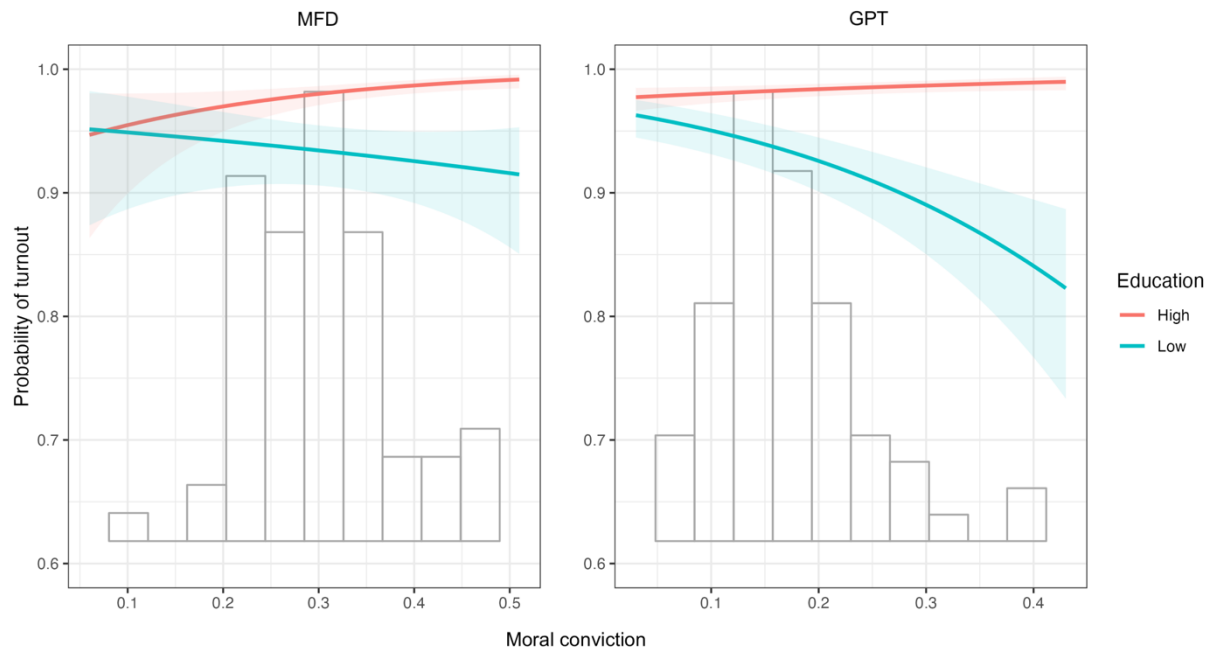 MFD
GPT
1.0
0.9
0.8
0.7
0.6
1.0
0.9
0.8
0.7
0.6
Probability of turnout
0.1 0.2 0.3 0.4 0.5
0.1 0.2 0.3 0.4
Moral conviction
Education
High
Low